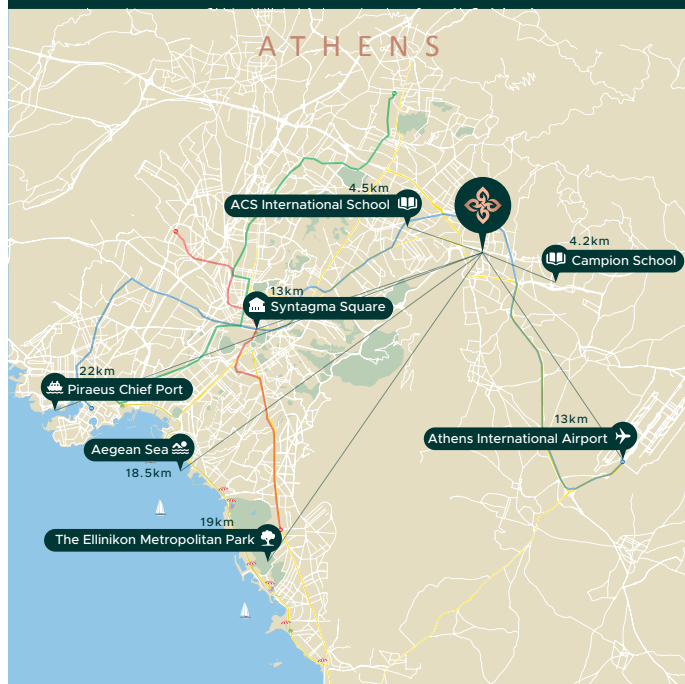 ATHENS
4.5km
ACS International School
4.2km
Campion School
13km
Syntagma Square
22km
Piraeus Chief Port
13km
Athens International Airport
Aegean Sea
18.5km
19km
The Ellinikon Metropolitan Park